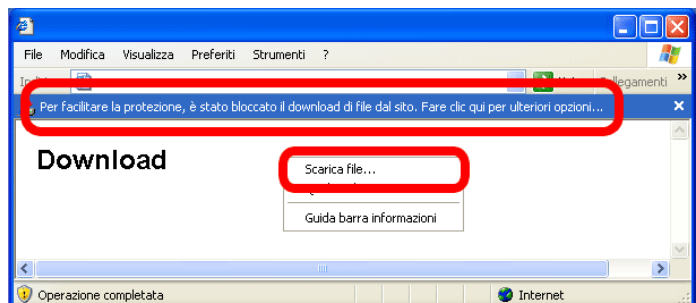 File Modifica Visualizza Preferiti Strumenti ?
Collegamenti »
Per facilitare la protezione, è stato bloccato il download di file dal sito. Fare clic qui per ulteriori opzioni...
Download
Scarica file...
Guida barra informazioni
Operazione completata
Internet